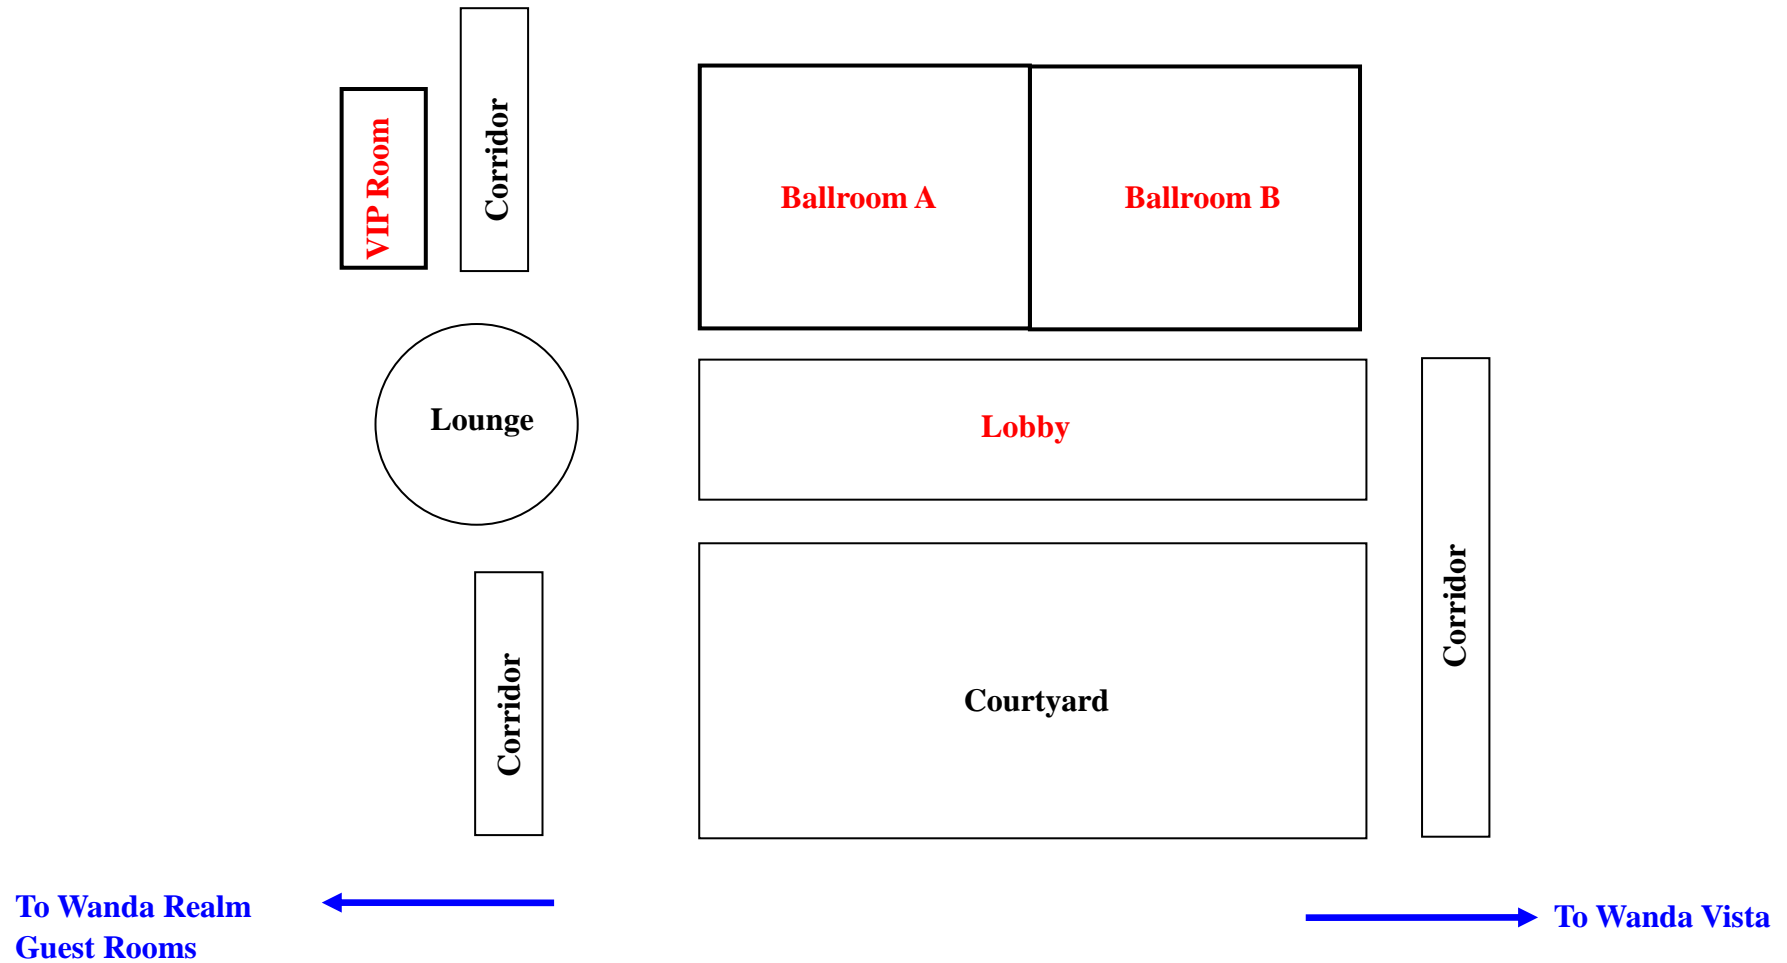 Corridor
VIP Room
Ballroom A
Ballroom B
Lounge
Lobby
Corridor
Corridor
Courtyard
To Wanda Realm
Guest Rooms
To Wanda Vista